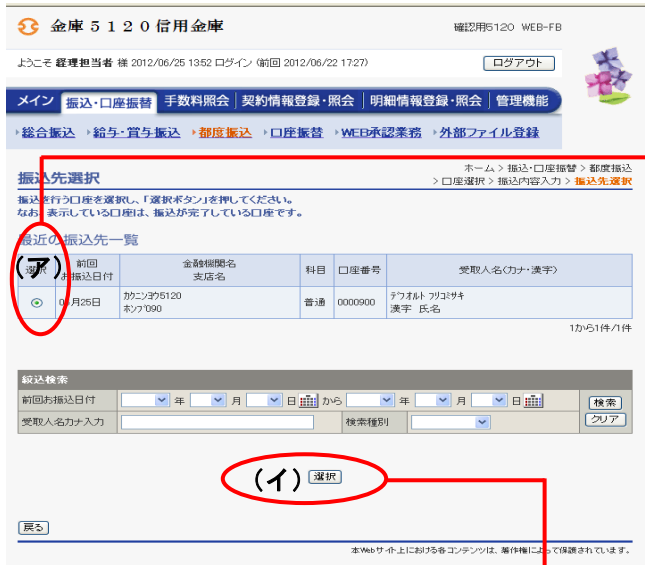 金庫５１２０信用金庫
確認用5120 WEB-FB
ようこそ 経理担当者 様 2012/06/25 1352 ログイン (前回 2012/06/22 17:27)
ログアウト
メイン 振込・口座振替 手数料照会 契約情報登録・照会 明細情報登録・照会 管理機能
総合振込 給与・賞与振込 都度振込 口座振替 WEB承認業務 外部ファイル登録
振込先選択
ホーム > 振込・口座振替 > 都度振込
> 口座選択 > 振込内容入力 > 振込先選択
振込を行う口座を選択し、「選択ボタン」を押してください。
なお、表示している口座は、振込が完了している口座です。
最近の振込先一覧
(ア)
選択 前回お振込日付 金融機関名 支店名 科目 口座番号 受取人名(カナ・漢字)
月25日 カクニンヨウ5120 ホンブ090 普通 0000900 デフオルト フリコミサキ 漢字 氏名
1から1件/1件
絞込検索
前回お振込日付 年 月 日 から 年 月 日
検索
受取人名カナ入力 検索種別
クリア
(イ) 選択
戻る
本Webサイト上における各コンテンツは、著作権によって保護されています。